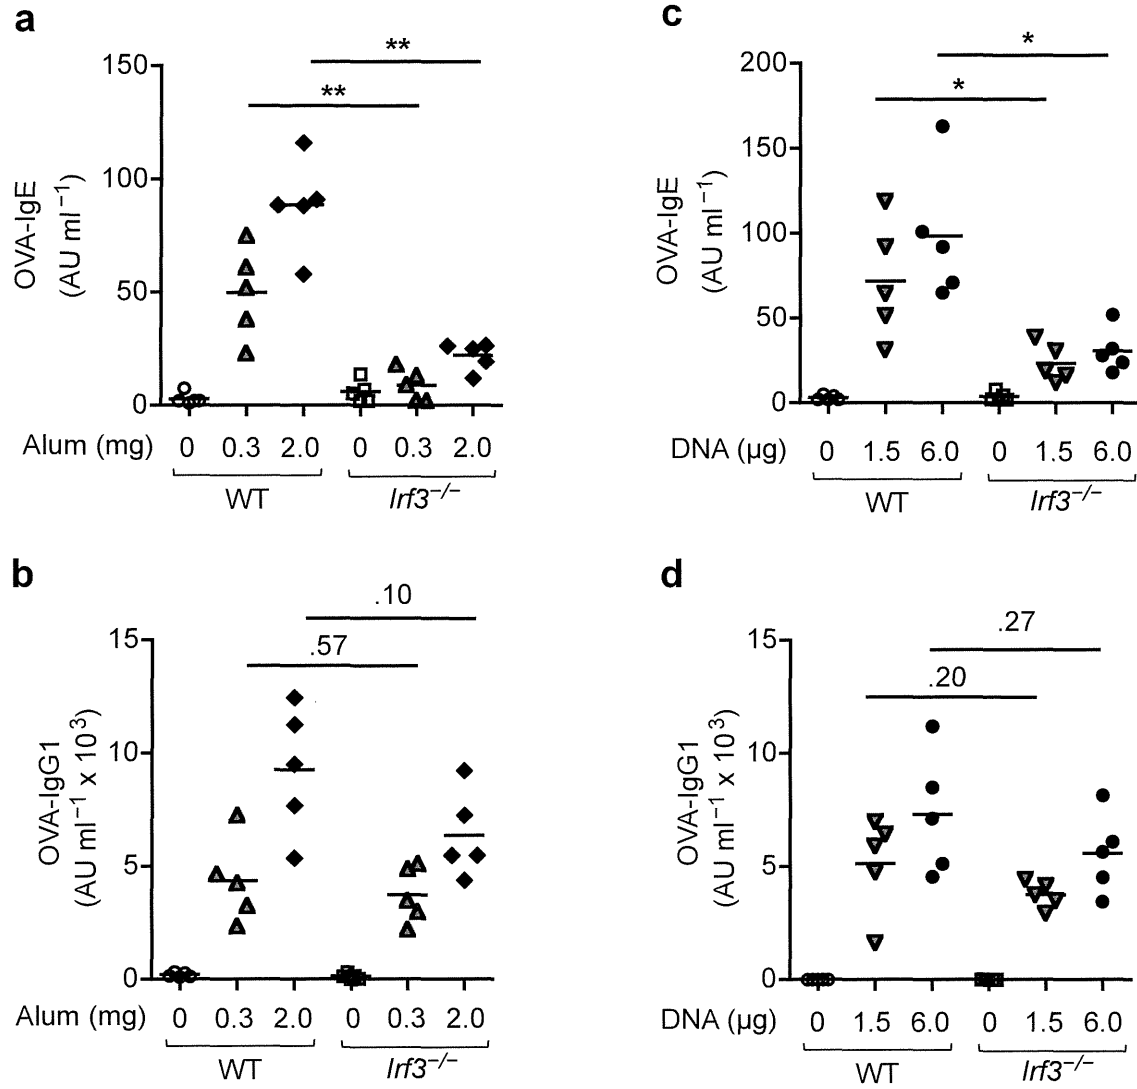 a
**
**
150
100
50
0
OVA-IgE
(AU ml⁻¹)
Alum (mg) 0 0.3 2.0 0 0.3 2.0
WT Irf3⁻/⁻
c
*
*
200
150
100
50
0
OVA-IgE
(AU ml⁻¹)
DNA (µg) 0 1.5 6.0 0 1.5 6.0
WT Irf3⁻/⁻
b
.10
.57
15
10
5
0
OVA-IgG1
(AU ml⁻¹ x 10³)
Alum (mg) 0 0.3 2.0 0 0.3 2.0
WT Irf3⁻/⁻
d
.27
.20
15
10
5
0
OVA-IgG1
(AU ml⁻¹ x 10³)
DNA (µg) 0 1.5 6.0 0 1.5 6.0
WT Irf3⁻/⁻